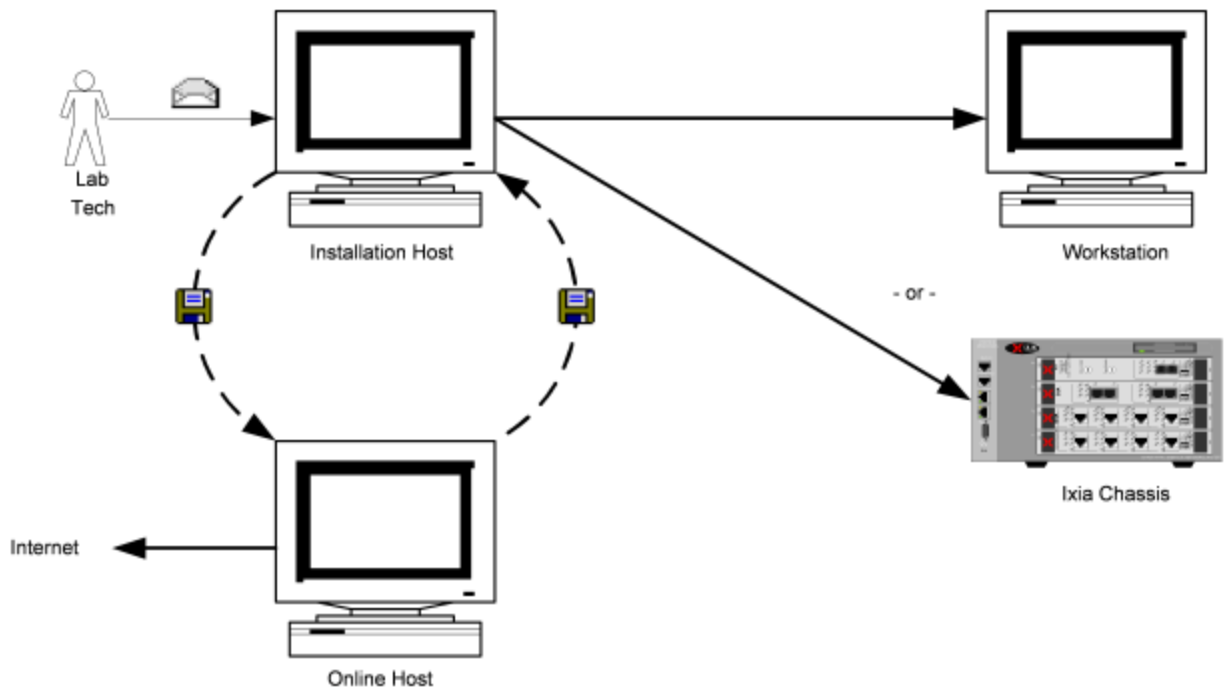 Lab
Tech
Installation Host
Workstation
- or -
Ixia Chassis
Internet
Online Host